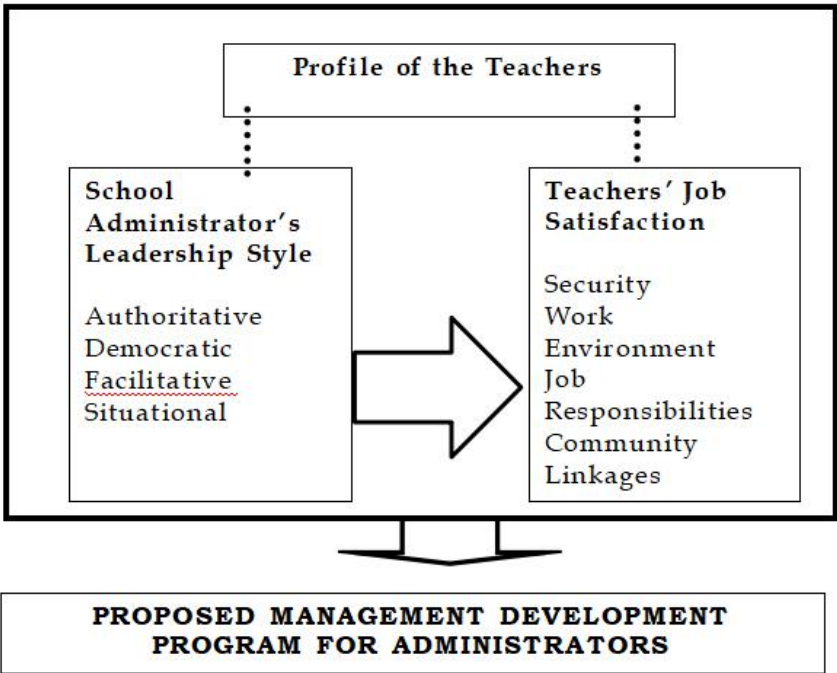 Profile of the Teachers
School
Administrator's
Leadership Style
Authoritative
Democratic
Facilitative
Situational
Teachers' Job
Satisfaction
Security
Work
Environment
Job
Responsibilities
Community
Linkages
PROPOSED MANAGEMENT DEVELOPMENT
PROGRAM FOR ADMINISTRATORS